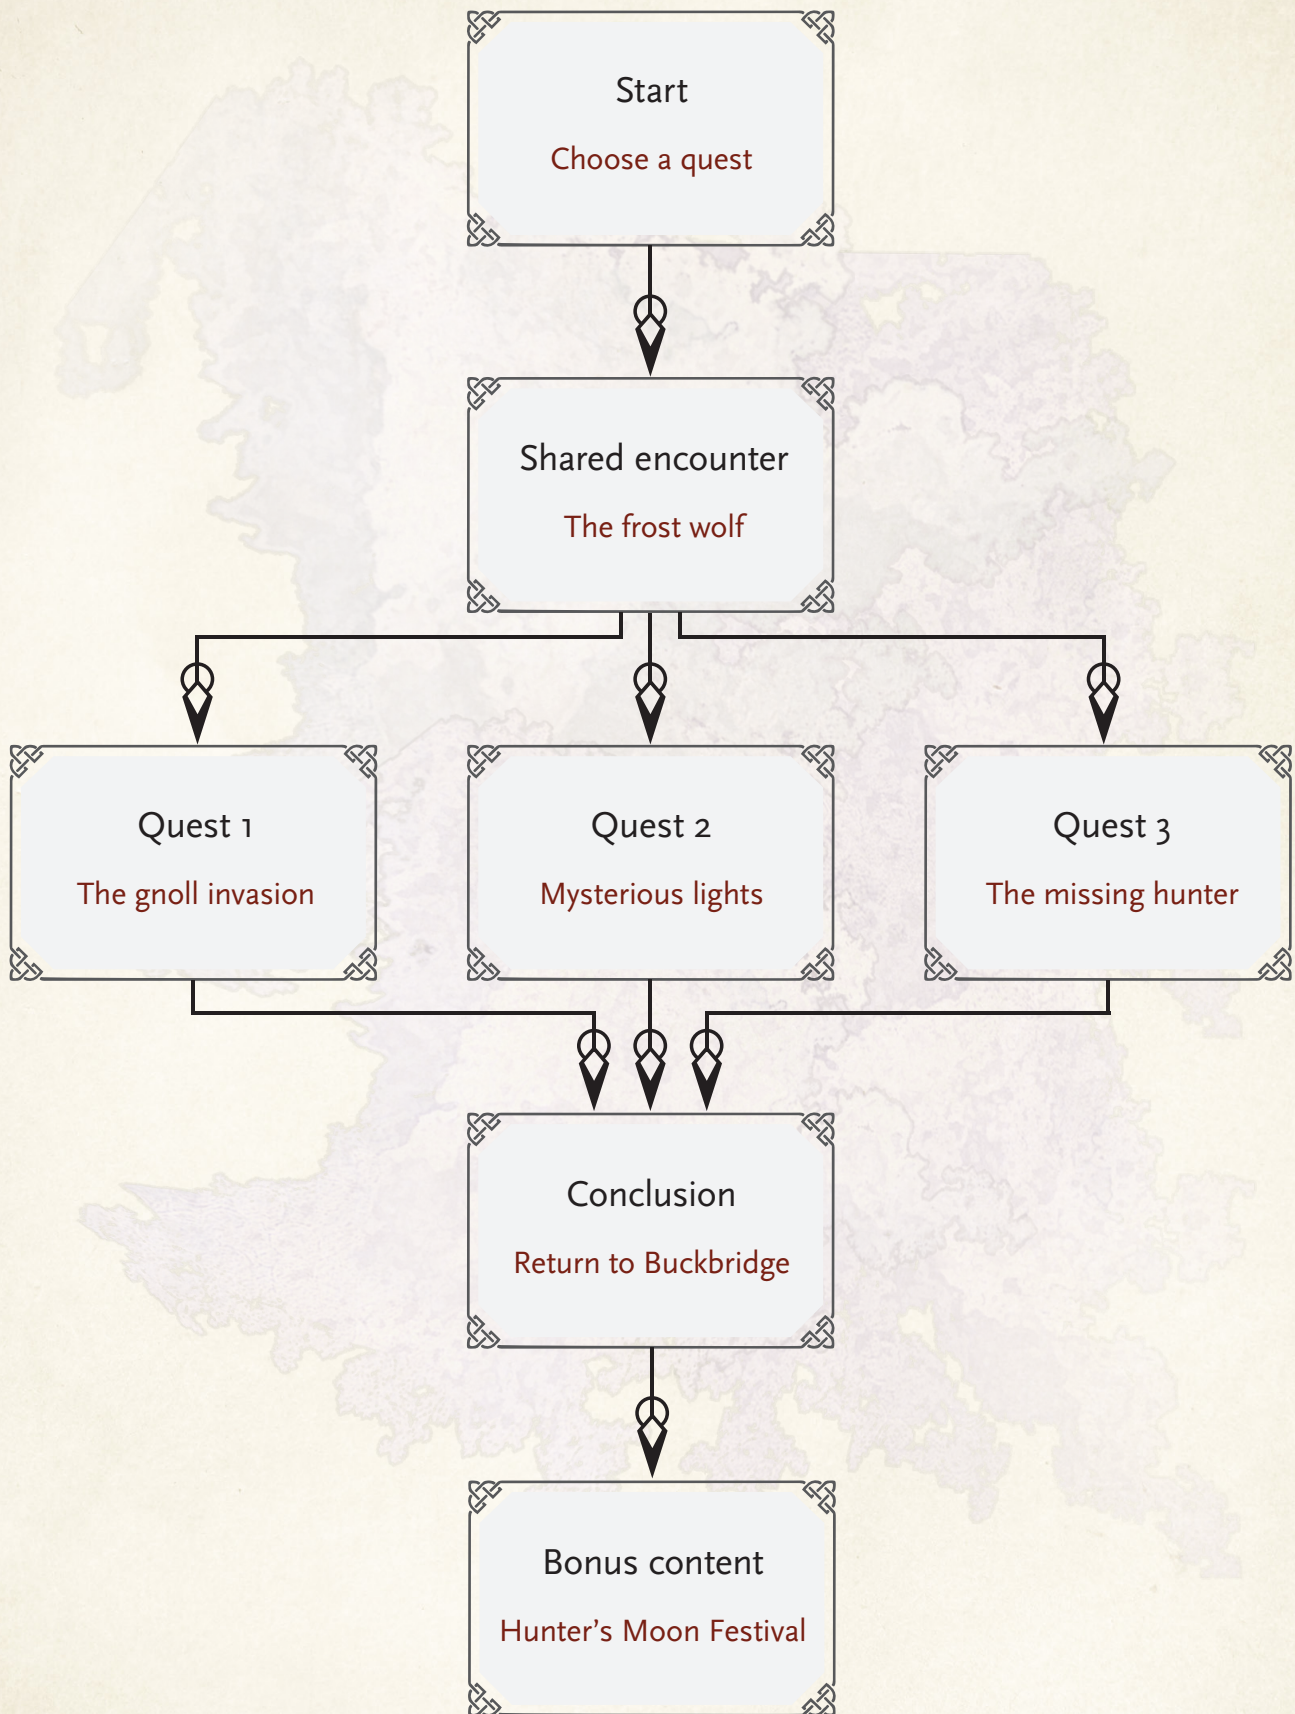 Start
Choose a quest
Shared encounter
The frost wolf
Quest 1
The gnoll invasion
Quest 2
Mysterious lights
Quest 3
The missing hunter
Conclusion
Return to Buckbridge
Bonus content
Hunter’s Moon Festival